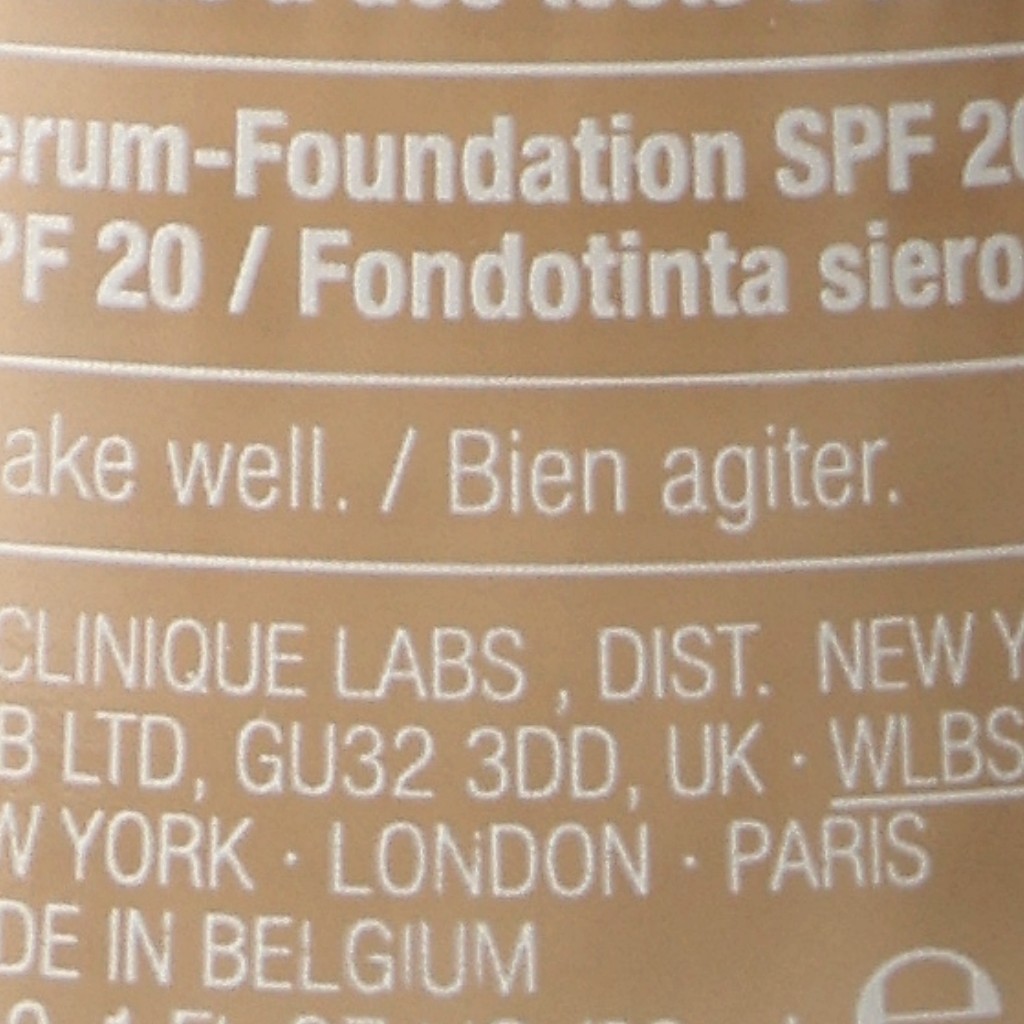 erum-Foundation SPF 20
PF 20 / Fondotinta siero
ake well. / Bien agiter.
CLINIQUE LABS , DIST. NEW Y
B LTD, GU32 3DD, UK · WLBS
W YORK · LONDON · PARIS
DE IN BELGIUM
e